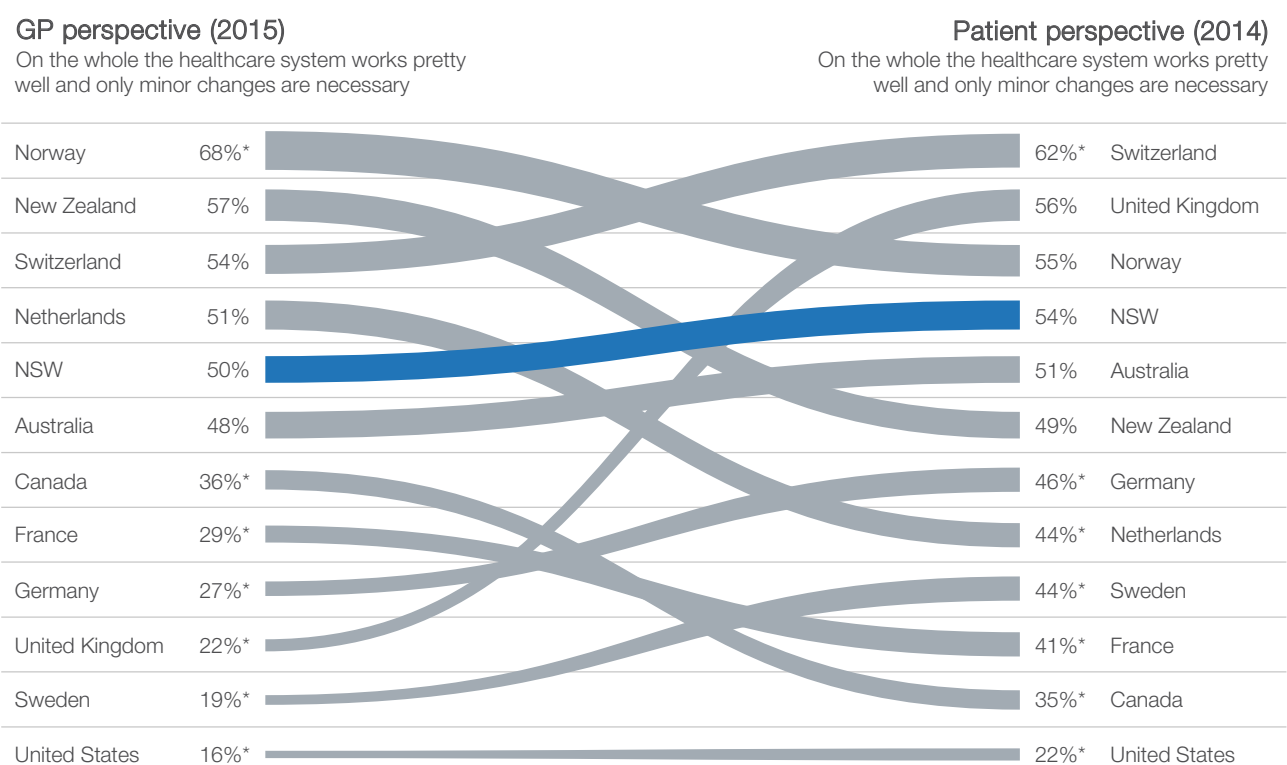 GP perspective (2015)
On the whole the healthcare system works pretty
well and only minor changes are necessary
Patient perspective (2014)
On the whole the healthcare system works pretty
well and only minor changes are necessary
Norway 68%* 62%* Switzerland
New Zealand 57% 56% United Kingdom
Switzerland 54% 55% Norway
Netherlands 51% 54% NSW
NSW 50% 51% Australia
Australia 48% 49% New Zealand
Canada 36%* 46%* Germany
France 29%* 44%* Netherlands
Germany 27%* 44%* Sweden
United Kingdom 22%* 41%* France
Sweden 19%* 35%* Canada
United States 16%* 22%* United States